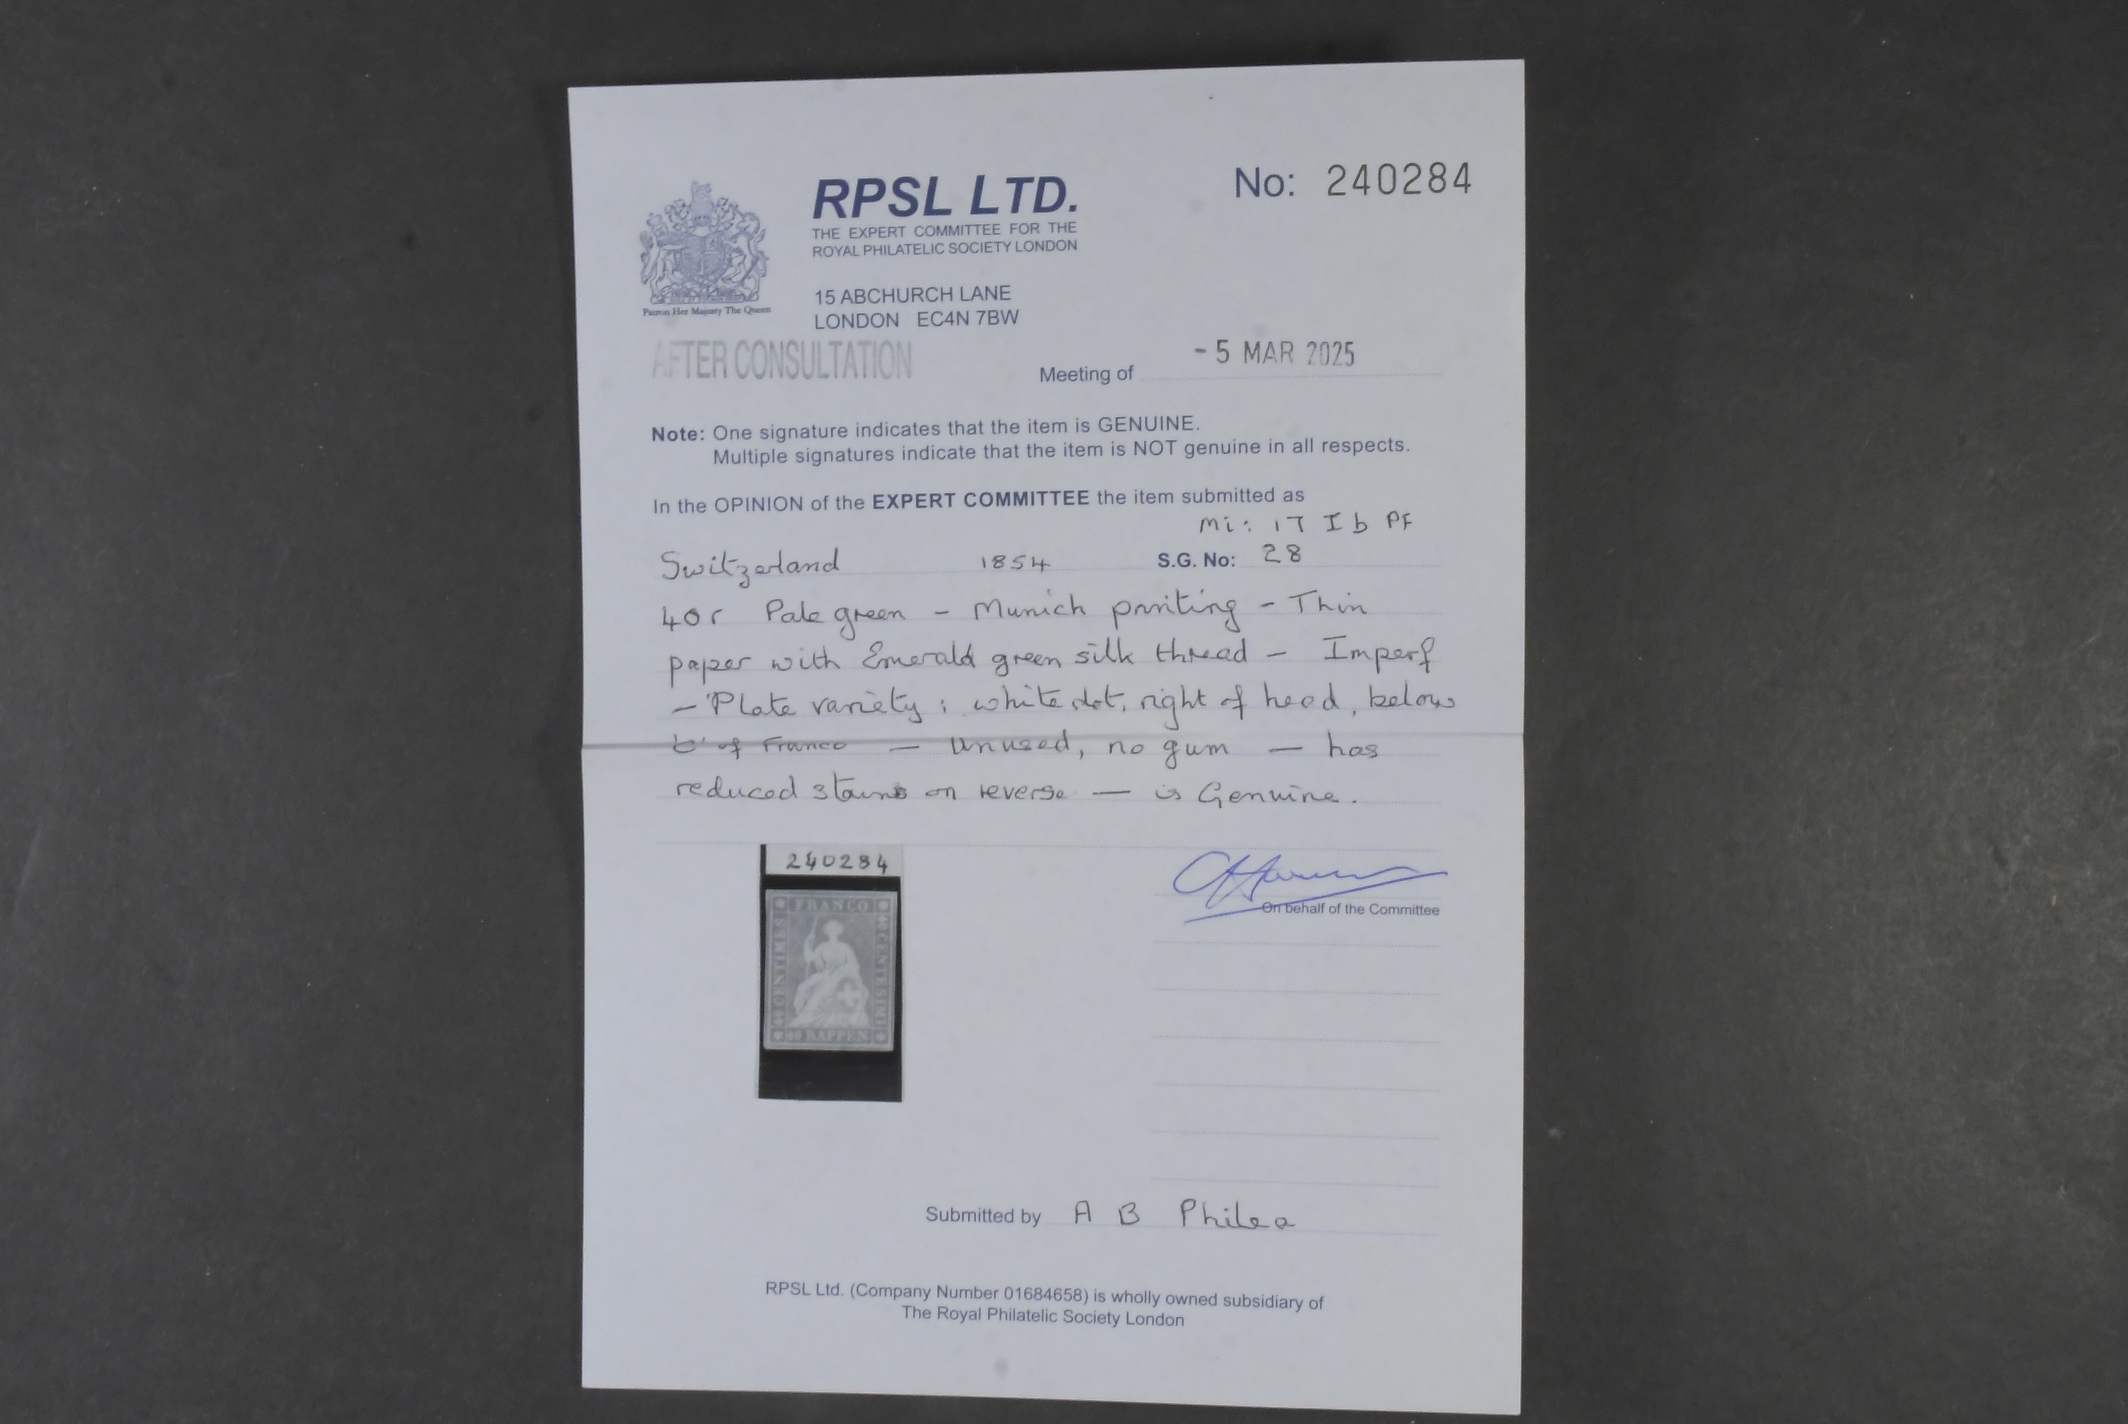 No: 240284
RPSL LTD.
THE EXPERT COMMITTEE FOR THE
ROYAL PHILATELIC SOCIETY LONDON
Patron Her Majesty The Queen
15 ABCHURCH LANE
LONDON EC4N 7BW
AFTER CONSULTATION
Meeting of - 5 MAR 2025
Note: One signature indicates that the item is GENUINE.
Multiple signatures indicate that the item is NOT genuine in all respects.
In the OPINION of the EXPERT COMMITTEE the item submitted as
Mi: 17 I b PF
Switzerland 1854 S.G. No: 28
40r Pale green - Munich printing - Thin
paper with Emerald green silk thread - Imperf
- Plate variety: white dot, right of head, below
of Franco - Unused, no gum - has
reduced stains on reverse - is Genuine.
240284
FRANCO
CENTIMES
CENTESIMI
40 RAPPEN
On behalf of the Committee
Submitted by A B Philea
RPSL Ltd. (Company Number 01684658) is wholly owned subsidiary of
The Royal Philatelic Society London